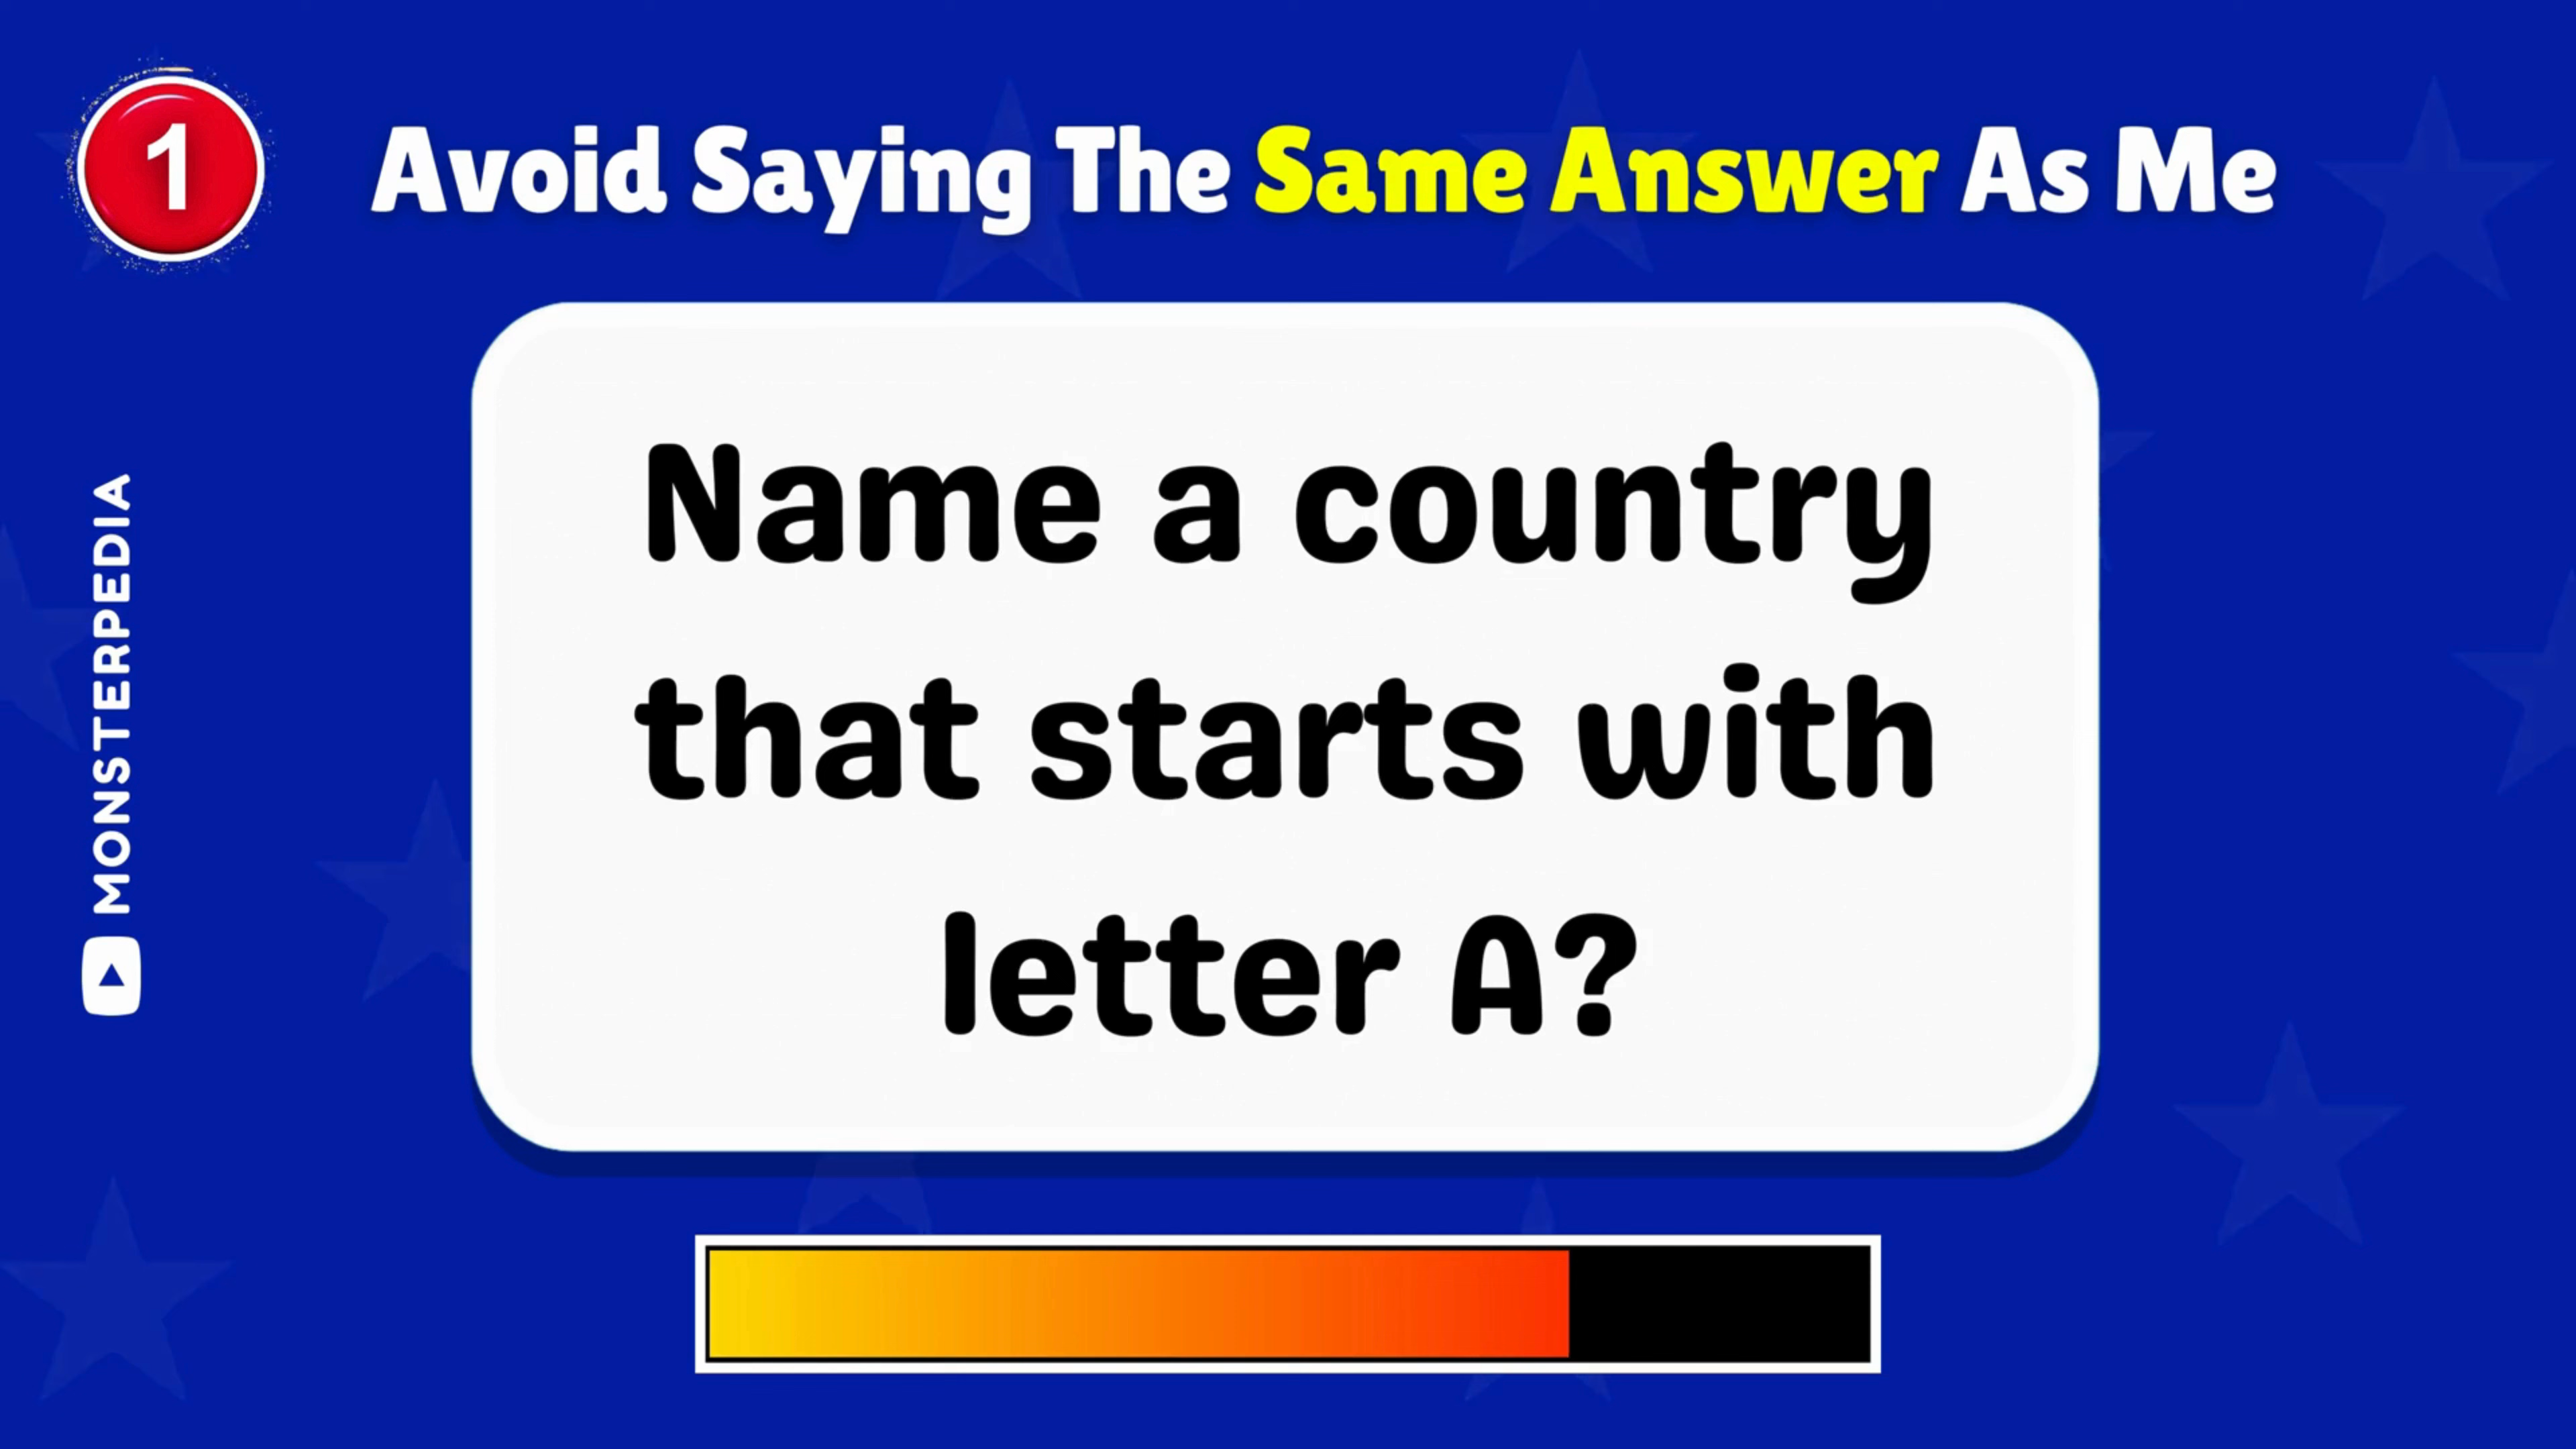 1
Avoid Saying The Same Answer As Me
Name a country
that starts with
letter A?
MONSTERPEDIA